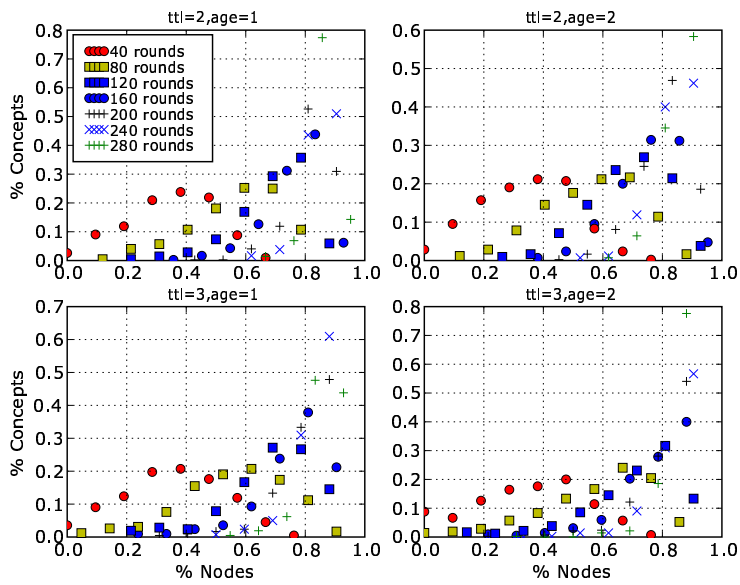 ttl=2,age=1
ttl=2,age=2
% Concepts
0.8
0.7
0.6
0.5
0.4
0.3
0.2
0.1
0.0
40 rounds
80 rounds
120 rounds
160 rounds
200 rounds
240 rounds
280 rounds
0.0 0.2 0.4 0.6 0.8 1.0
0.6
0.5
0.4
0.3
0.2
0.1
0.0
0.0 0.2 0.4 0.6 0.8 1.0
ttl=3,age=1
ttl=3,age=2
% Concepts
0.7
0.6
0.5
0.4
0.3
0.2
0.1
0.0
0.0 0.2 0.4 0.6 0.8 1.0
% Nodes
0.8
0.7
0.6
0.5
0.4
0.3
0.2
0.1
0.0
0.0 0.2 0.4 0.6 0.8 1.0
% Nodes